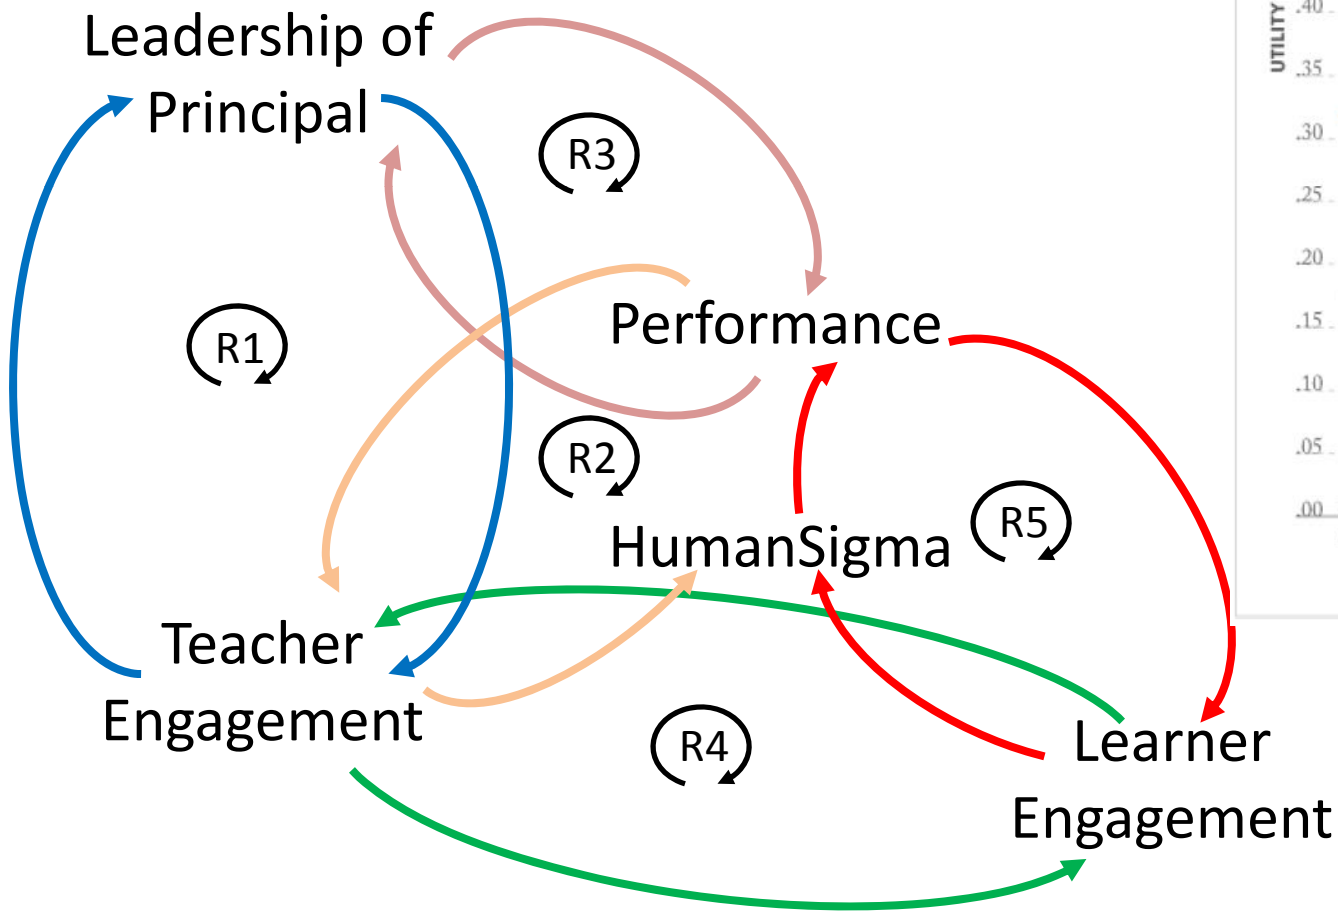 Leadership of
Principal
R3
R1
Performance
R2
HumanSigma
R5
Teacher
Engagement
R4
Learner
Engagement
UTILITY
.40
.35
.30
.25
.20
.15
.10
.05
.00